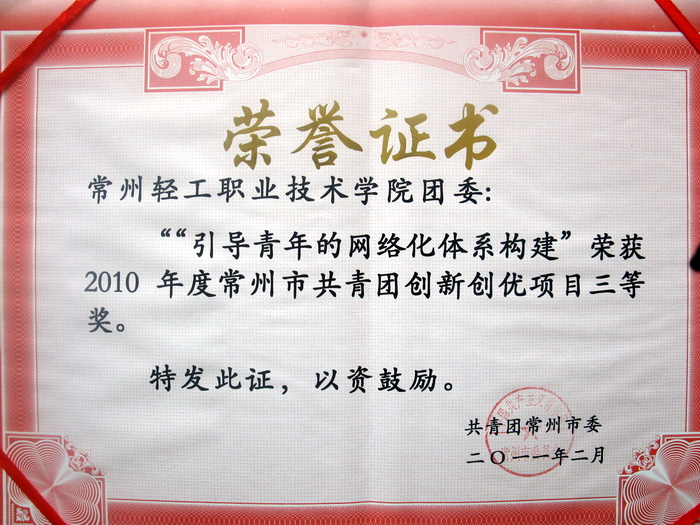 荣誉证书
常州轻工职业技术学院团委:
““引导青年的网络化体系构建”荣获
2010 年度常州市共青团创新创优项目三等
奖。
特发此证，以资鼓励。
共青团常州市委
二〇一一年二月